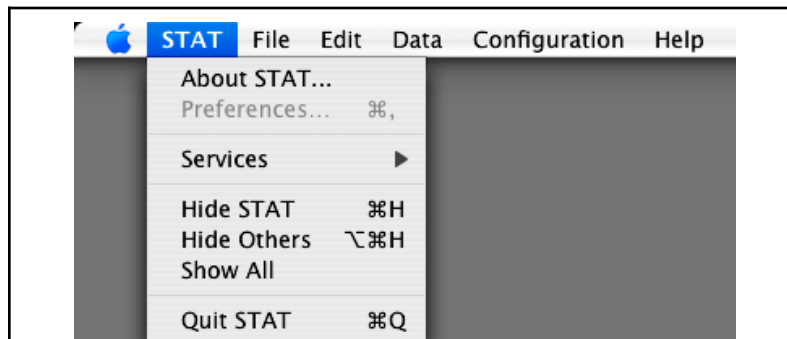 STAT File Edit Data Configuration Help
About STAT...
Preferences... ⌘,
Services ▶
Hide STAT ⌘H
Hide Others ⌥⌘H
Show All
Quit STAT ⌘Q